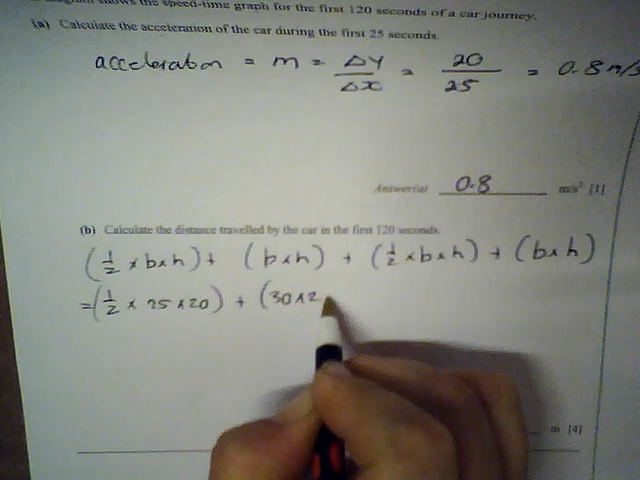 shows the speed-time graph for the first 120 seconds of a car journey.
(a) Calculate the acceleration of the car during the first 25 seconds.
acceleration = m = ΔY/ΔX = 20/25 = 0.8 m/s
Answer(a) 0.8 m/s² [1]
(b) Calculate the distance travelled by the car in the first 120 seconds.
(½ × b×h) + (b×h) + (½ × b×h) + (b×h)
=(½ × 25 × 20) + (30×2
m [4]